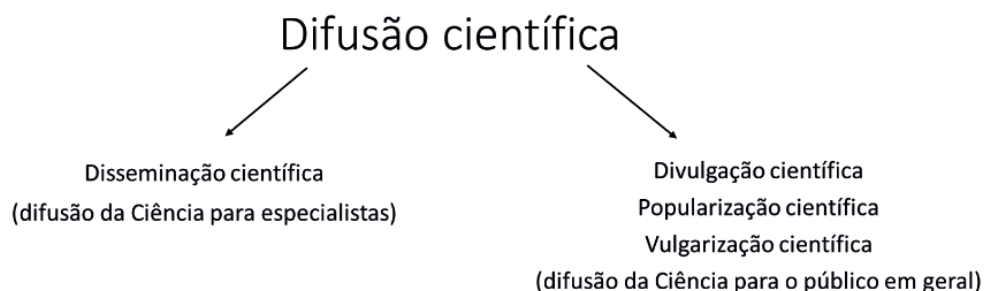 Difusão científica
Disseminação científica
(difusão da Ciência para especialistas)
Divulgação científica
Popularização científica
Vulgarização científica
(difusão da Ciência para o público em geral)